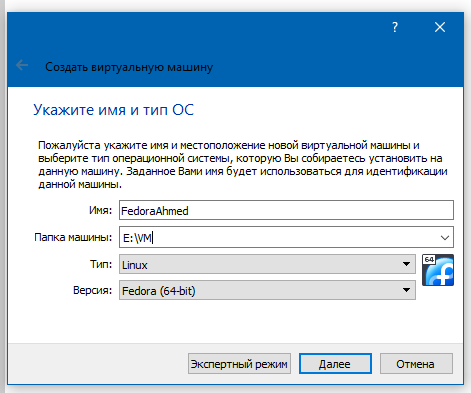 ?
Создать виртуальную машину
Укажите имя и тип ОС
Пожалуйста укажите имя и местоположение новой виртуальной машины и
выберите тип операционной системы, которую Вы собираетесь установить на
данную машину. Заданное Вами имя будет использоваться для идентификации
данной машины.
Имя: FedoraAhmed
Папка машины: E:\VM
Тип: Linux
64
Версия: Fedora (64-bit)
Экспертный режим Далее Отмена